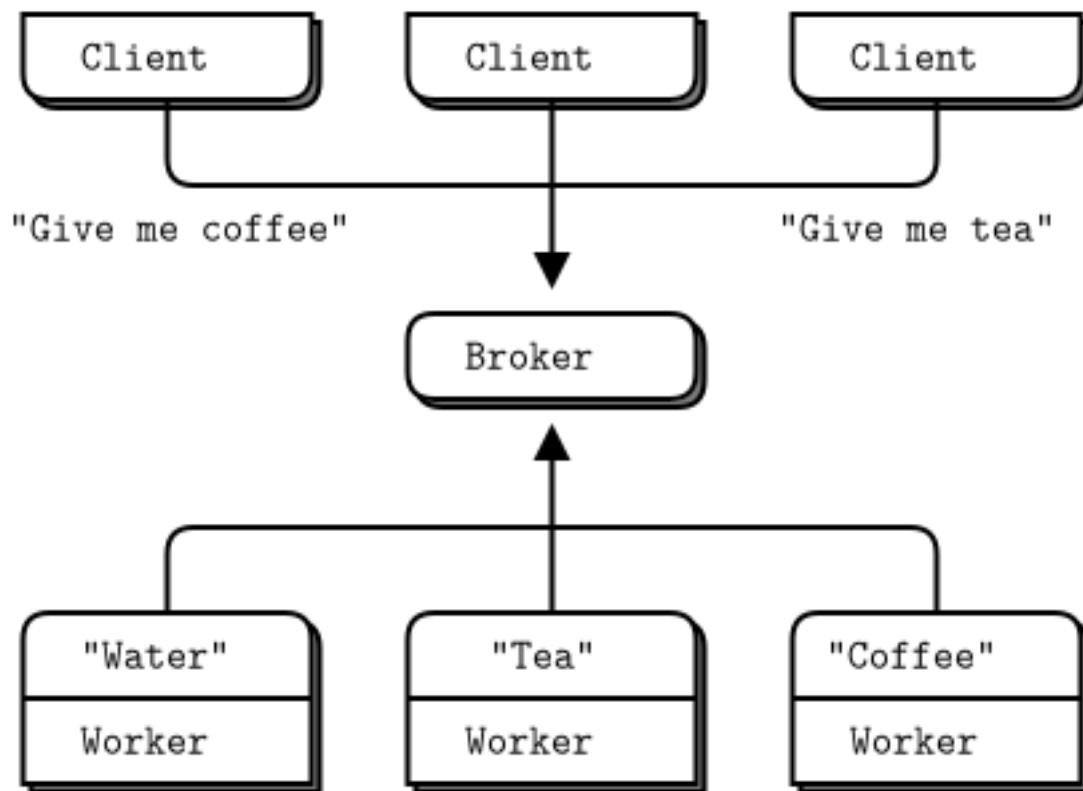 Client Client Client
"Give me coffee" "Give me tea"
Broker
"Water" "Tea" "Coffee"
Worker Worker Worker